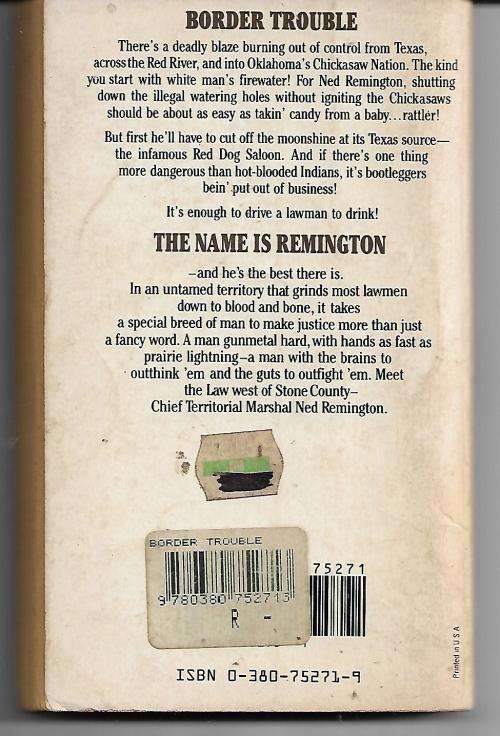 BORDER TROUBLE
There's a deadly blaze burning out of control from Texas,
across the Red River, and into Oklahoma's Chickasaw Nation. The kind
you start with white man's firewater! For Ned Remington, shutting
down the illegal watering holes without igniting the Chickasaws
should be about as easy as takin' candy from a baby...rattler!
But first he'll have to cut off the moonshine at its Texas source—
the infamous Red Dog Saloon. And if there's one thing
more dangerous than hot-blooded Indians, it's bootleggers
bein' put out of business!
It's enough to drive a lawman to drink!
THE NAME IS REMINGTON
–and he's the best there is.
In an untamed territory that grinds most lawmen
down to blood and bone, it takes
a special breed of man to make justice more than just
a fancy word. A man gunmetal hard, with hands as fast as
prairie lightning–a man with the brains to
outthink 'em and the guts to outfight 'em. Meet
the Law west of Stone County–
Chief Territorial Marshal Ned Remington.
BORDER TROUBLE
9 780380 752713
R -
75271
ISBN 0-380-75271-9
Printed in U S A